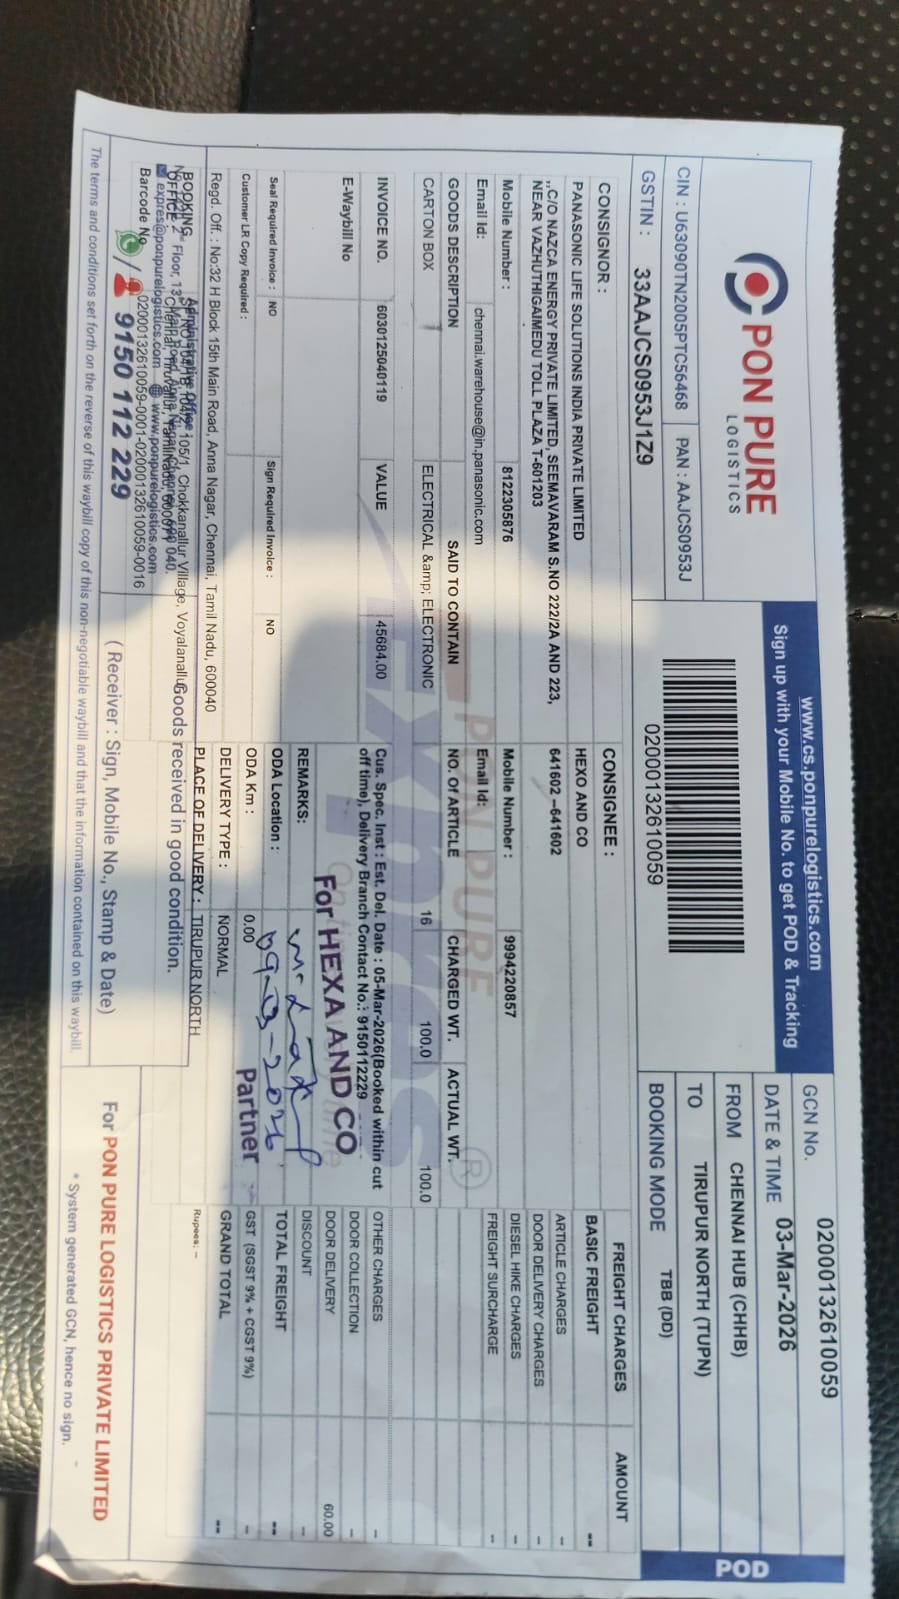 PON PURE
LOGISTICS
CIN : U63090TN2005PTC56468
PAN : AAJCS0953J
GSTIN : 33AAJCS0953J1Z9
www.cs.ponpurelogistics.com
Sign up with your Mobile No. to get POD & Tracking
0200013261 0059
GCN No. 02000132610059
DATE & TIME 03-Mar-2026
FROM CHENNAI HUB (CHHB)
TO TIRUPUR NORTH (TUPN)
BOOKING MODE TBB (DD)
POD
CONSIGNOR :
PANASONIC LIFE SOLUTIONS INDIA PRIVATE LIMITED
,,C/O NAZCA ENERGY PRIVATE LIMITED, SEEMAVARAM S.NO 222/2A AND 223,
NEAR VAZHUTHIGAIMEDU TOLL PLAZA T-601203
Mobile Number : 8122305876
Email Id: chennai.warehouse@in.panasonic.com
CONSIGNEE :
HEXO AND CO
641602 –641602
Mobile Number : 9994220857
Email Id:
GOODS DESCRIPTION SAID TO CONTAIN NO. OF ARTICLE CHARGED WT. ACTUAL WT.
CARTON BOX ELECTRICAL &amp; ELECTRONIC 16 100.0 100.0
INVOICE NO. 6030125040119 VALUE 45684.00
E-Waybill No
Cus. Spec. Inst : Est. Del. Date : 05-Mar-2026(Booked within cut
off time), Delivery Branch Contact No.: 9150112229
Seal Required Invoice : NO Sign Required Invoice : NO
Customer LR Copy Required :
REMARKS:
ODA Location :
ODA Km : 0.00
DELIVERY TYPE : NORMAL
PLACE OF DELIVERY : TIRUPUR NORTH
For HEXA AND CO
09-03-2026
Partner
FREIGHT CHARGES AMOUNT
BASIC FREIGHT --
ARTICLE CHARGES –
DOOR DELIVERY CHARGES –
DIESEL HIKE CHARGES –
FREIGHT SURCHARGE –
OTHER CHARGES –
DOOR COLLECTION –
DOOR DELIVERY 60.00
DISCOUNT –
TOTAL FREIGHT --
GST (SGST 9% + CGST 9%) –
GRAND TOTAL --
Rupees: –
Regd. Off. : No:32 H Block 15th Main Road, Anna Nagar, Chennai, Tamil Nadu, 600040
BOOKING
OFFICE :
Administrative Office :
105/1, Chokkanallur Village, Voyalanallur
expres@ponpurelogistics.com www.ponpurelogistics.com
Barcode No 02000132610059-0001-02000132610059-0016
9150 112 229
Goods received in good condition.
( Receiver : Sign, Mobile No., Stamp & Date)
For PON PURE LOGISTICS PRIVATE LIMITED
* System generated GCN, hence no sign.
The terms and conditions set forth on the reverse of this waybill copy of this non-negotiable waybill and that the information contained on this waybill.
PON PURE
Express